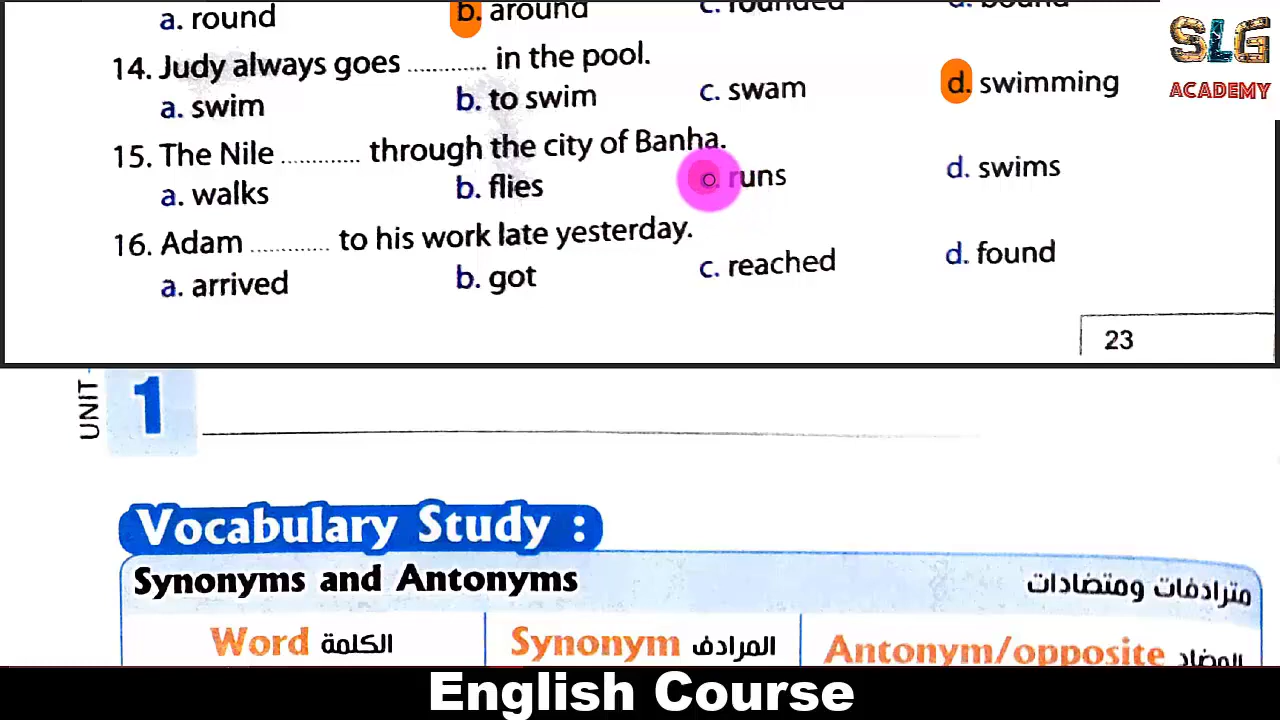 a. round b. around c. rounded d. bound
SLG
ACADEMY
14. Judy always goes ............ in the pool.
a. swim b. to swim c. swam d. swimming
15. The Nile ............ through the city of Banha.
a. walks b. flies c. runs d. swims
16. Adam ............ to his work late yesterday.
a. arrived b. got c. reached d. found
23
UNIT
1
Vocabulary Study :
Synonyms and Antonyms مترادفات ومتضادات
Word الكلمة Synonym المرادف Antonym/opposite المضاد
English Course